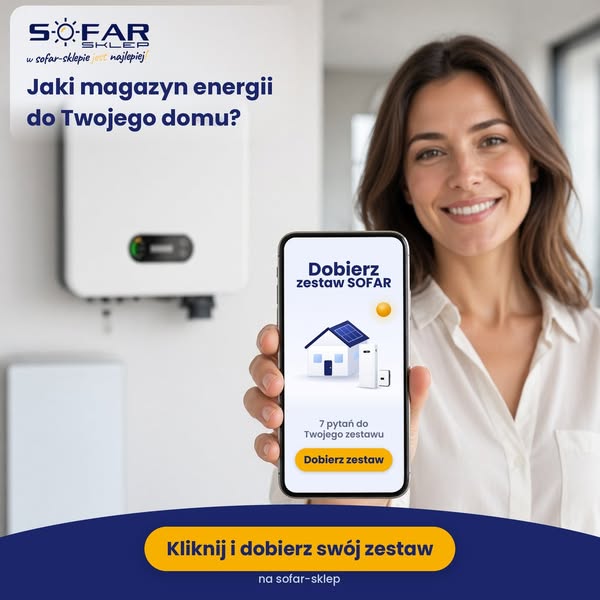 SOFAR
SKLEP
w sofar-sklepie jest najlepiej!
Jaki magazyn energii
do Twojego domu?
Dobierz
zestaw SOFAR
7 pytań do
Twojego zestawu
Dobierz zestaw
Kliknij i dobierz swój zestaw
na sofar-sklep